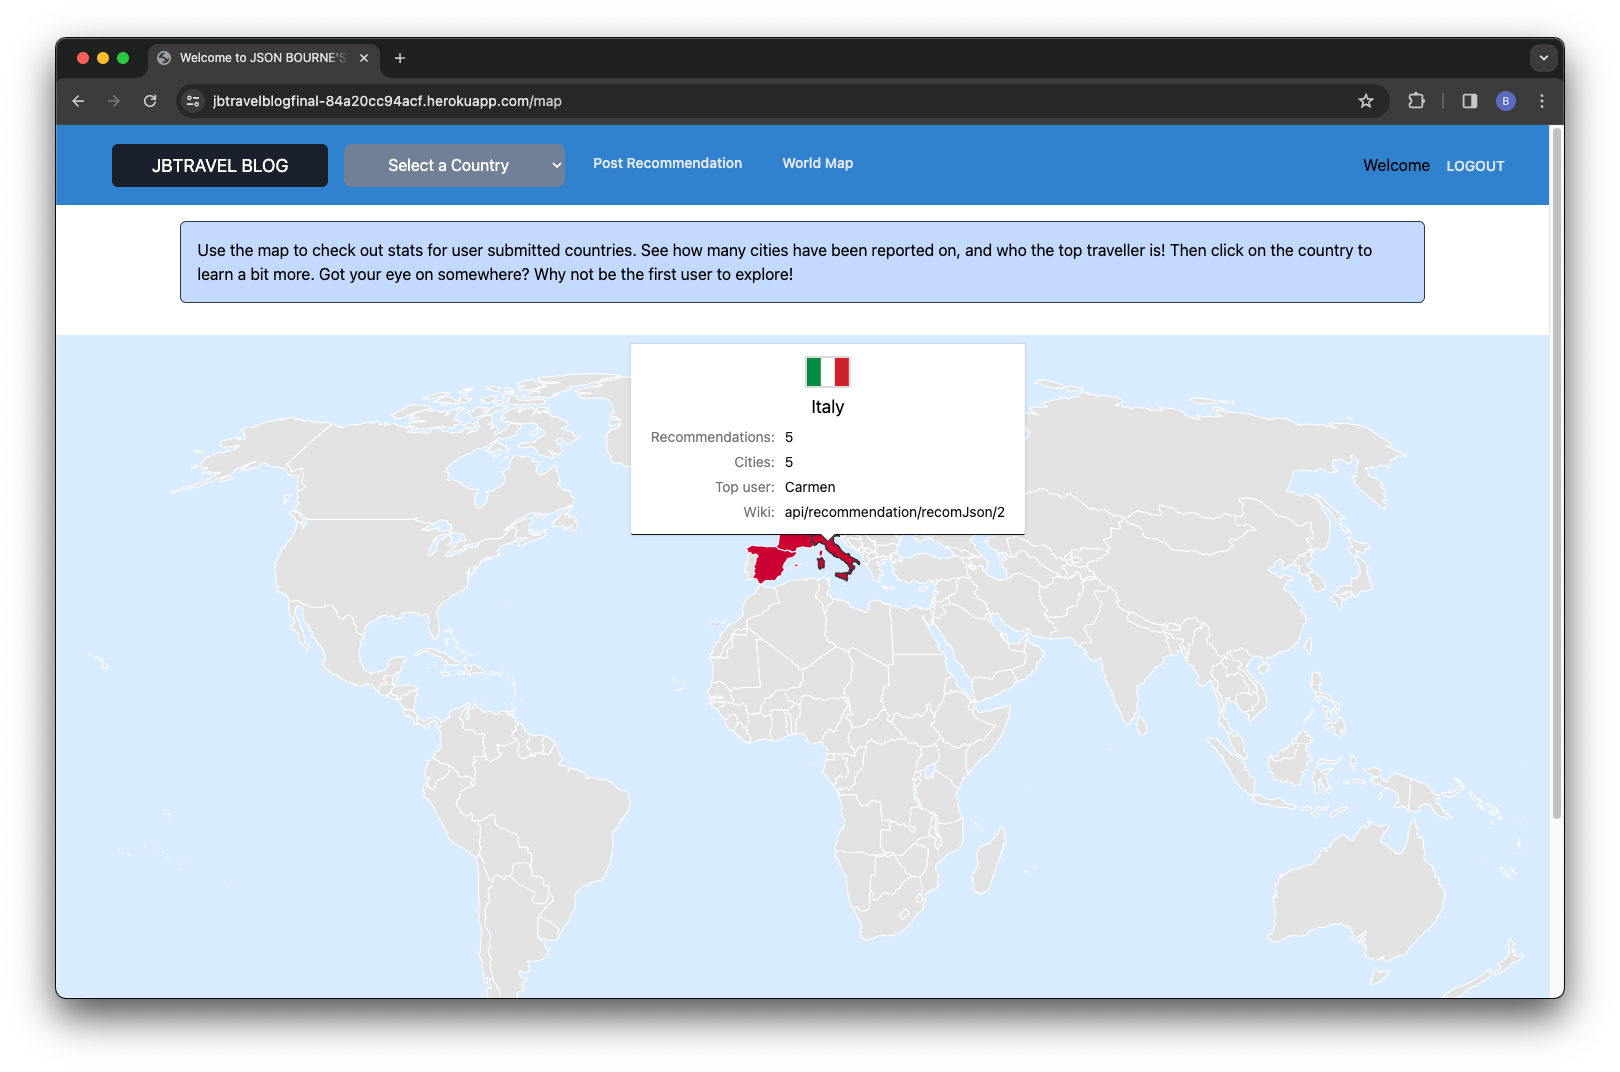 Welcome to JSON BOURNE'S
jbtravelblogfinal-84a20cc94acf.herokuapp.com/map
B
JBTRAVEL BLOG
Select a Country
Post Recommendation
World Map
Welcome
LOGOUT
Use the map to check out stats for user submitted countries. See how many cities have been reported on, and who the top traveller is! Then click on the country to
learn a bit more. Got your eye on somewhere? Why not be the first user to explore!
Italy
Recommendations: 5
Cities: 5
Top user: Carmen
Wiki: api/recommendation/recomJson/2